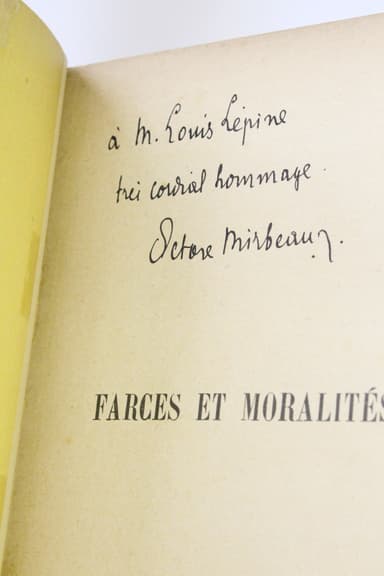 à M. Louis Lépine
très cordial hommage.
Octave Mirbeau
FARCES ET MORALITÉS